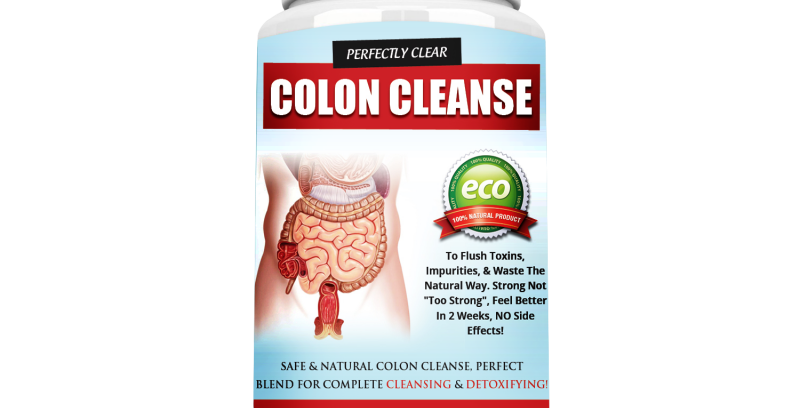 PERFECTLY CLEAR
COLON CLEANSE
100% QUALITY
eco
100% NATURAL PRODUCT
To Flush Toxins,
Impurities, & Waste The
Natural Way. Strong Not
"Too Strong", Feel Better
In 2 Weeks, NO Side
Effects!
SAFE & NATURAL COLON CLEANSE, PERFECT
BLEND FOR COMPLETE CLEANSING & DETOXIFYING!